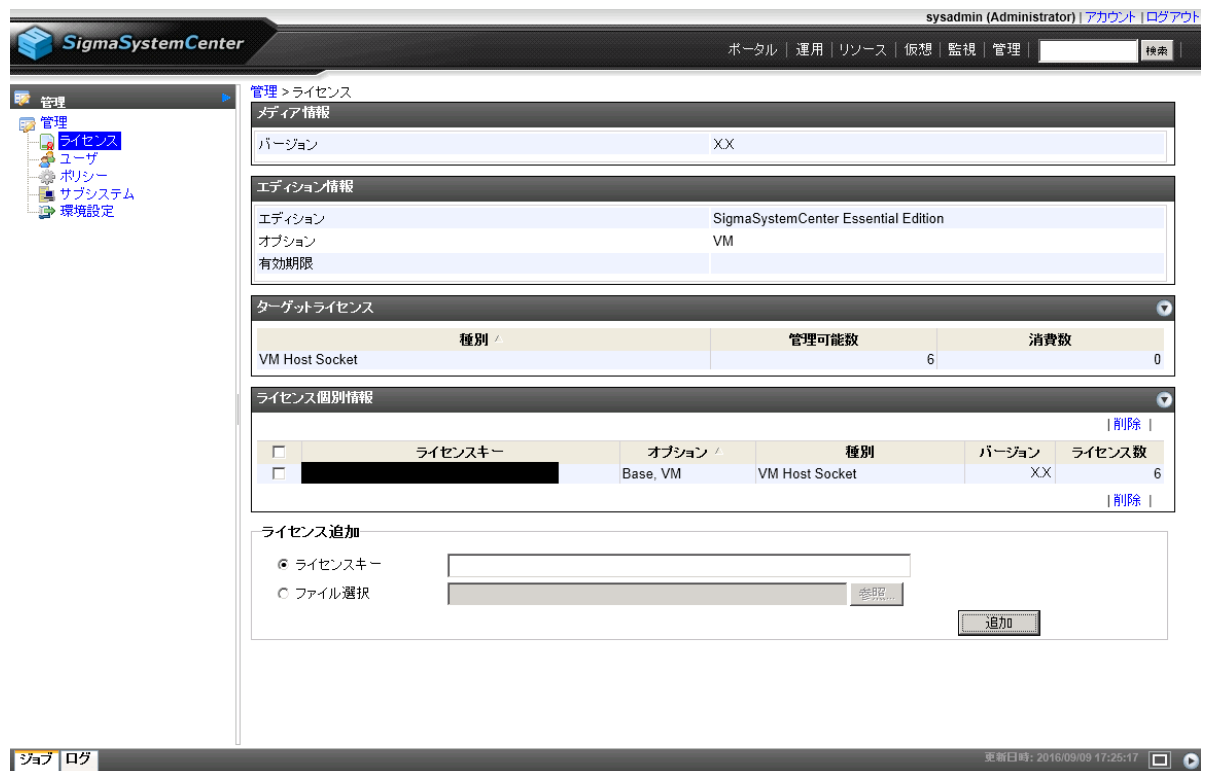 sysadmin (Administrator) | アカウント | ログアウト
SigmaSystemCenter
ポータル | 運用 | リソース | 仮想 | 監視 | 管理 | 検索 |
管理
管理
ライセンス
ユーザ
ポリシー
サブシステム
環境設定
管理 > ライセンス
メディア情報
バージョン X.X
エディション情報
エディション SigmaSystemCenter Essential Edition
オプション VM
有効期限
ターゲットライセンス
種別 管理可能数 消費数
VM Host Socket 6 0
ライセンス個別情報
| 削除 |
ライセンスキー オプション 種別 バージョン ライセンス数
Base, VM VM Host Socket X.X 6
| 削除 |
ライセンス追加
ライセンスキー
ファイル選択 参照...
追加
ジョブ ログ 更新日時: 2016/09/09 17:25:17